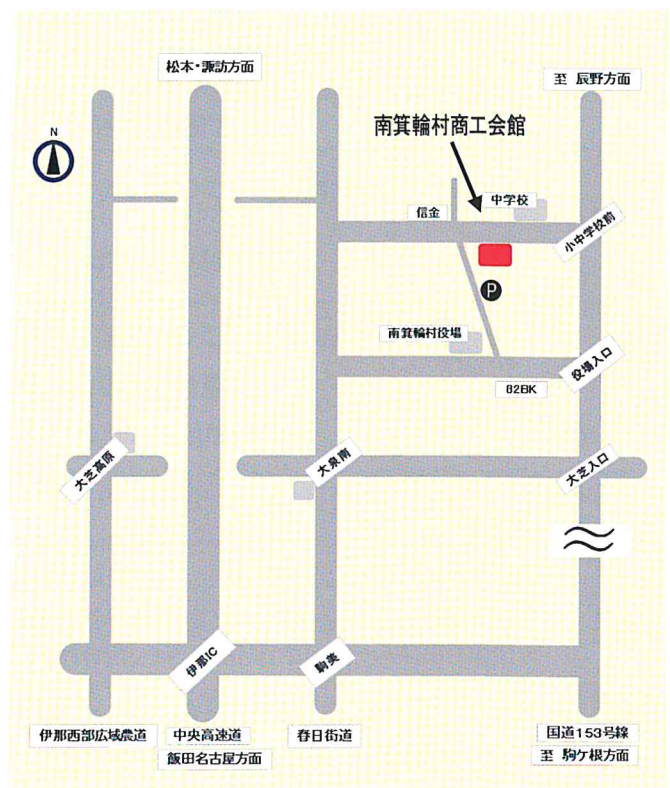 松本・諏訪方面
至 辰野方面
N
南箕輪村商工会館
中学校
信金
小中学校前
P
南箕輪村役場
役場入口
82BK
大芝高原
大泉南
大芝入口
伊那IC
駒美
伊那西部広域農道
中央高速道
飯田名古屋方面
春日街道
国道153号線
至 駒ケ根方面